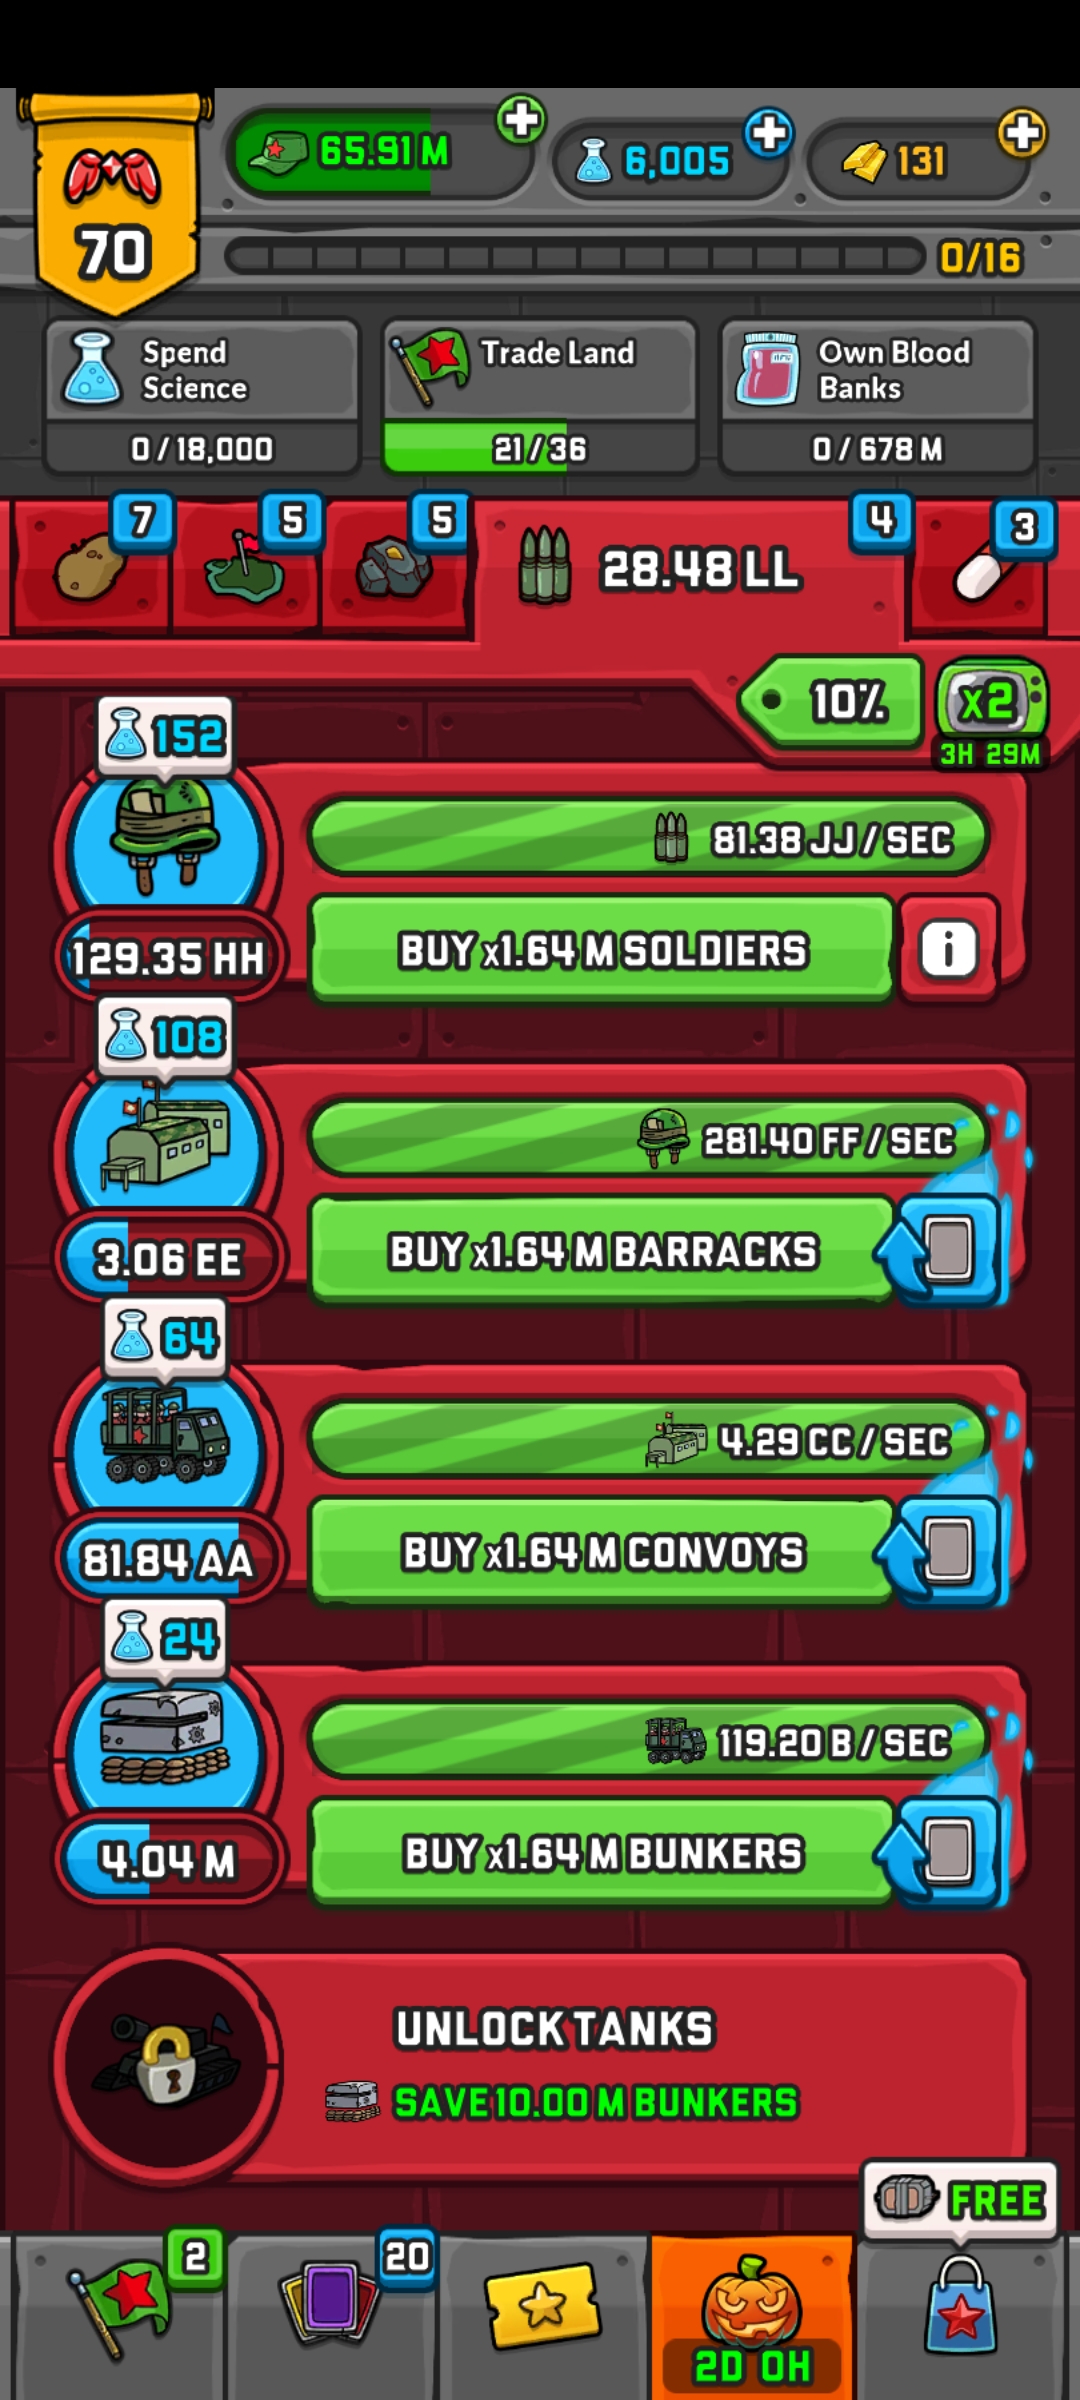 65.91 M
6,005
131
70
0/16
Spend
Science
0 / 18,000
Trade Land
21 / 36
Own Blood
Banks
0 / 678 M
7
5
5
28.48 LL
4
3
10%
x2
3H 29M
152
81.38 JJ / SEC
129.35 HH
BUY x1.64 M SOLDIERS
i
108
281.40 FF / SEC
3.06 EE
BUY x1.64 M BARRACKS
64
4.29 CC / SEC
81.84 AA
BUY x1.64 M CONVOYS
24
119.20 B / SEC
4.04 M
BUY x1.64 M BUNKERS
UNLOCK TANKS
SAVE 10.00 M BUNKERS
FREE
2
20
2D 0H